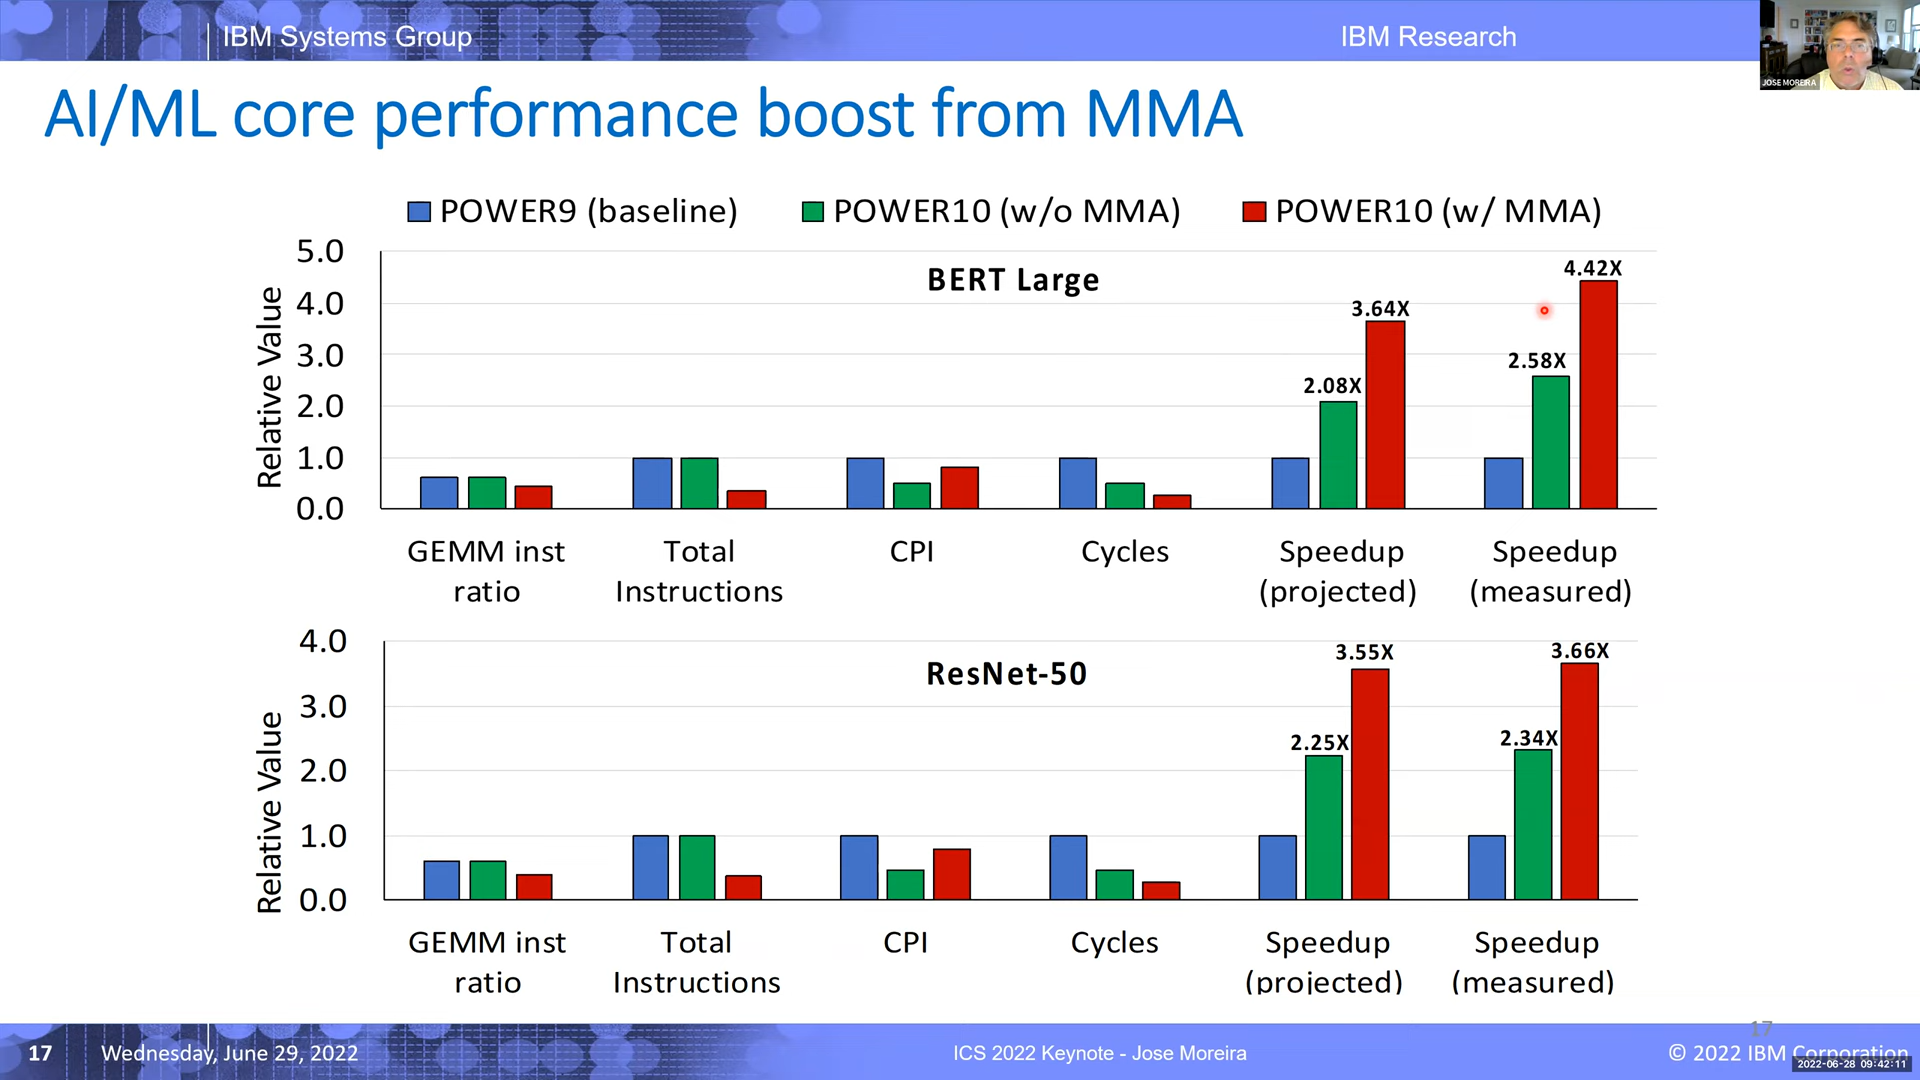 IBM Systems Group
IBM Research
JOSE MOREIRA
AI/ML core performance boost from MMA
POWER9 (baseline)
POWER10 (w/o MMA)
POWER10 (w/ MMA)
BERT Large
Relative Value
5.0
4.0
3.0
2.0
1.0
0.0
2.08X
3.64X
2.58X
4.42X
GEMM inst ratio
Total Instructions
CPI
Cycles
Speedup (projected)
Speedup (measured)
ResNet-50
Relative Value
4.0
3.0
2.0
1.0
0.0
2.25X
3.55X
2.34X
3.66X
GEMM inst ratio
Total Instructions
CPI
Cycles
Speedup (projected)
Speedup (measured)
17
17
Wednesday, June 29, 2022
ICS 2022 Keynote - Jose Moreira
© 2022 IBM Corporation
2022-06-28 09:42:11